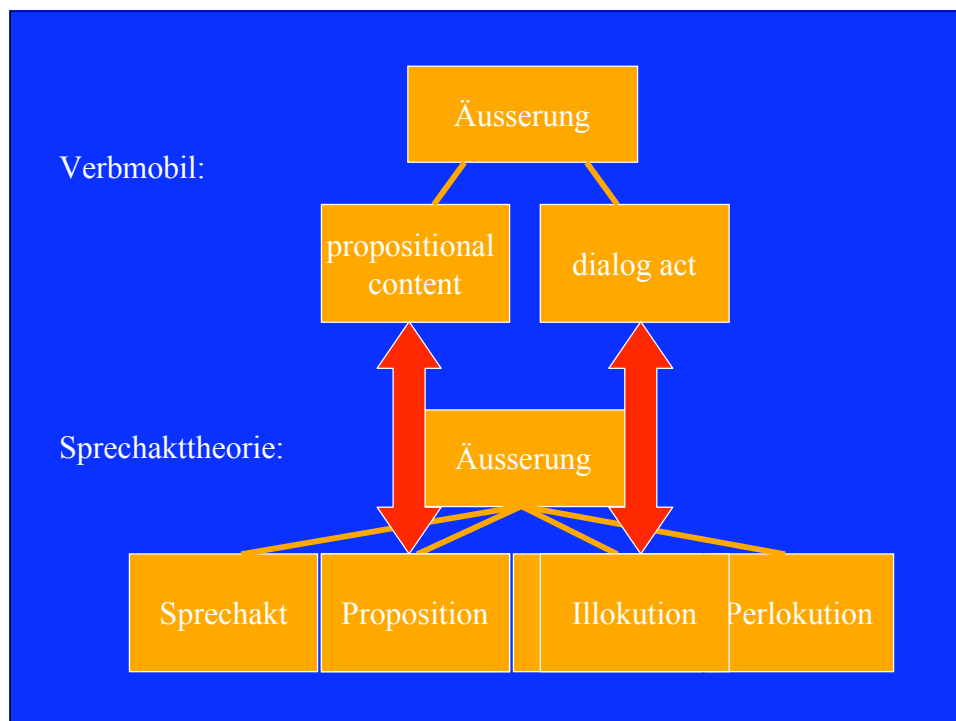 Äusserung
Verbmobil:
propositional
content
dialog act
Sprechakttheorie:
Äusserung
Sprechakt
Proposition
Illokution
Perlokution